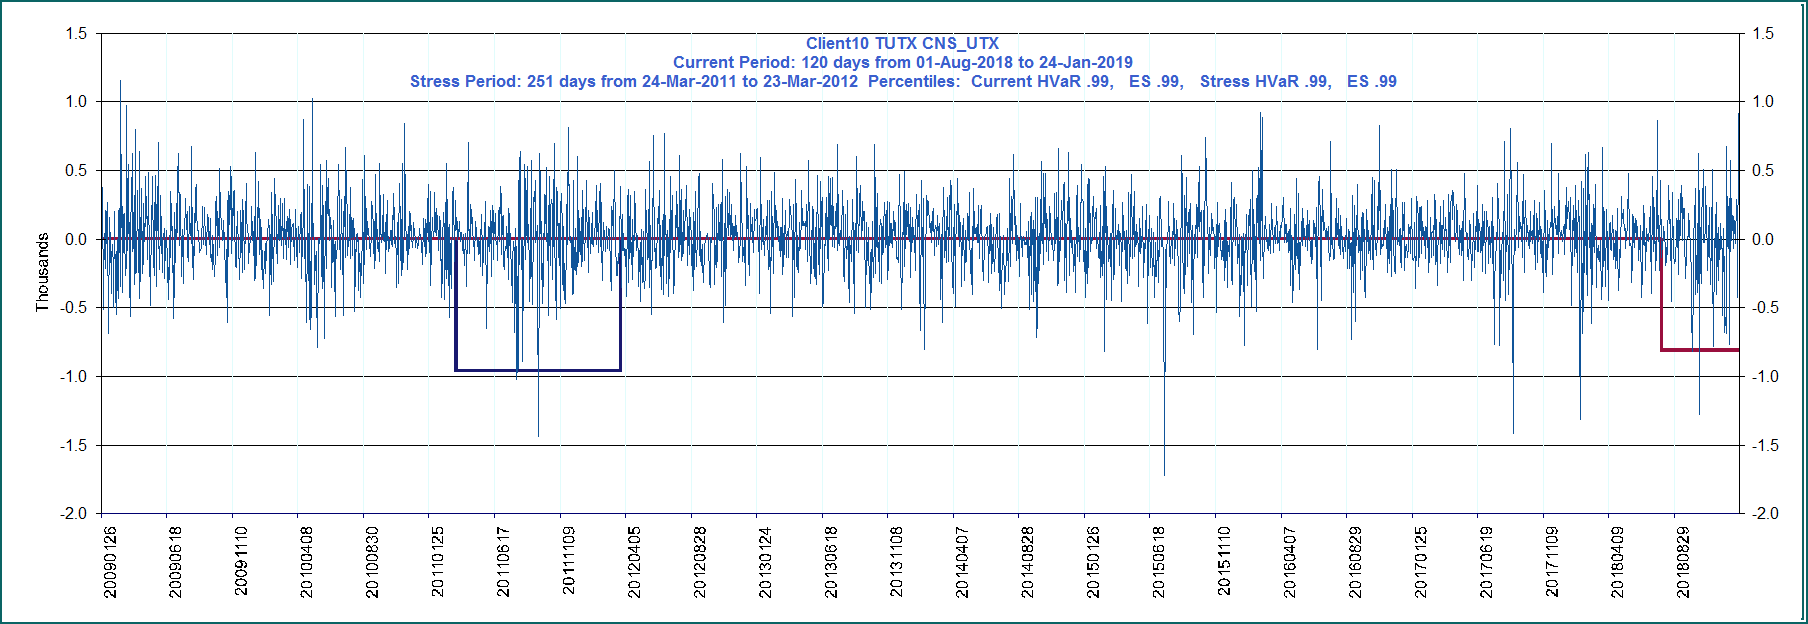 Client10 TUTX CNS_UTX
Current Period: 120 days from 01-Aug-2018 to 24-Jan-2019
Stress Period: 251 days from 24-Mar-2011 to 23-Mar-2012  Percentiles:  Current HVaR .99,   ES .99,   Stress HVaR .99,   ES .99
1.5 1.5
1.0 1.0
0.5 0.5
0.0 0.0
-0.5 -0.5
-1.0 -1.0
-1.5 -1.5
-2.0 -2.0
Thousands
20090126 20090618 20091110 20100408 20100830 20110125 20110617 20111109 20120405 20120828 20130124 20130618 20131108 20140407 20140828 20150126 20150618 20151110 20160407 20160829 20170125 20170619 20171109 20180409 20180829